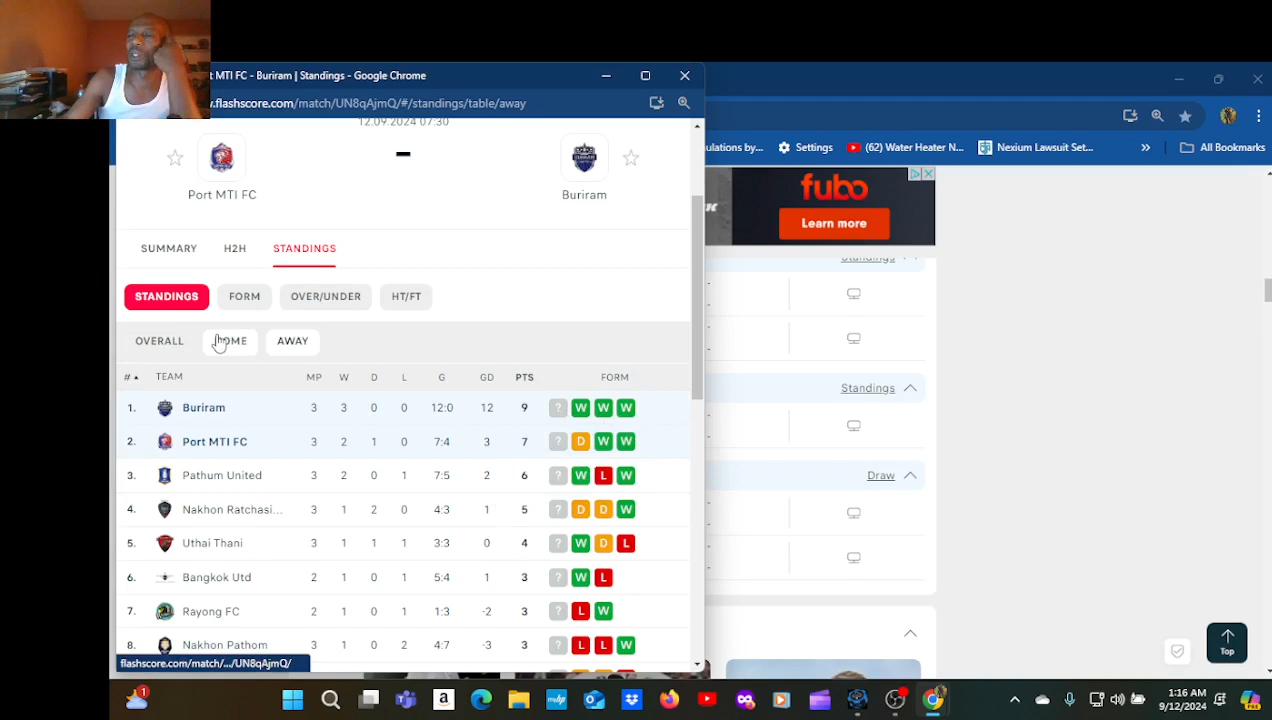 rt MTI FC - Buriram | Standings - Google Chrome
.flashscore.com/match/UN8qAjmQ/#/standings/table/away
12.09.2024 07:30
-
Port MTI FC
Buriram
SUMMARY H2H STANDINGS
STANDINGS FORM OVER/UNDER HT/FT
OVERALL HOME AWAY
# TEAM MP W D L G GD PTS FORM
1. Buriram 3 3 0 0 12:0 12 9 ? W W W
2. Port MTI FC 3 2 1 0 7:4 3 7 ? D W W
3. Pathum United 3 2 0 1 7:5 2 6 ? W L W
4. Nakhon Ratchasi... 3 1 2 0 4:3 1 5 ? D D W
5. Uthai Thani 3 1 1 1 3:3 0 4 ? W D L
6. Bangkok Utd 2 1 0 1 5:4 1 3 ? W L
7. Rayong FC 2 1 0 1 1:3 -2 3 ? L W
8. Nakhon Pathom 3 1 0 2 4:7 -3 3 ? L L W
flashscore.com/match/.../UN8qAjmQ/
ulations by... Settings (62) Water Heater N... Nexium Lawsuit Set... » All Bookmarks
fubo
Learn more
Standings
Standings
Draw
Top
1
1:16 AM
9/12/2024